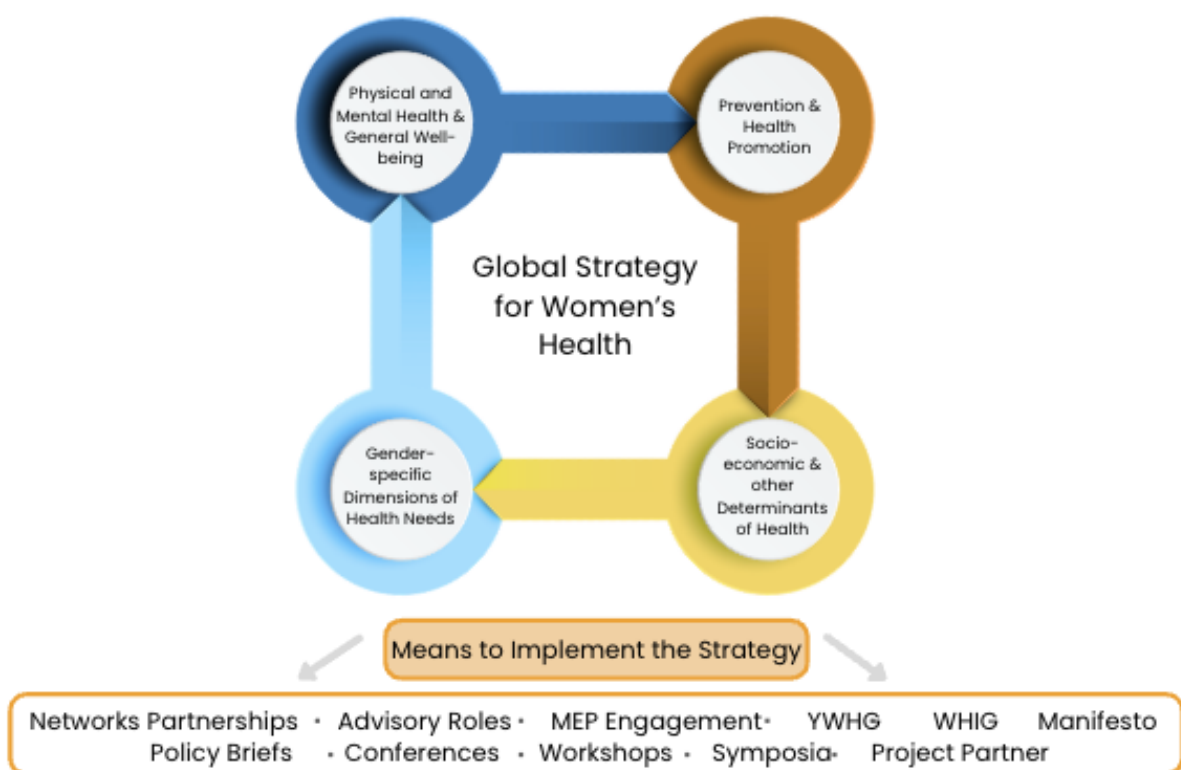 Physical and
Mental Health &
General Well-
being
Prevention &
Health
Promotion
Global Strategy
for Women's
Health
Gender-
specific
Dimensions of
Health Needs
Socio-
economic &
other
Determinants
of Health
Means to Implement the Strategy
Networks Partnerships · Advisory Roles · MEP Engagement · YWHG WHIG Manifesto
Policy Briefs · Conferences · Workshops · Symposia · Project Partner